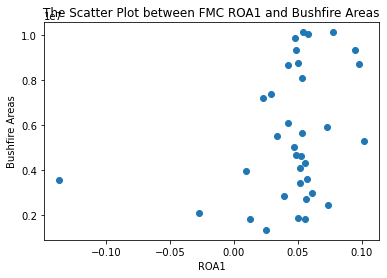 The Scatter Plot between FMC ROA1 and Bushfire Areas
1e7
1.0
0.8
0.6
0.4
0.2
Bushfire Areas
−0.10
−0.05
0.00
0.05
0.10
ROA1